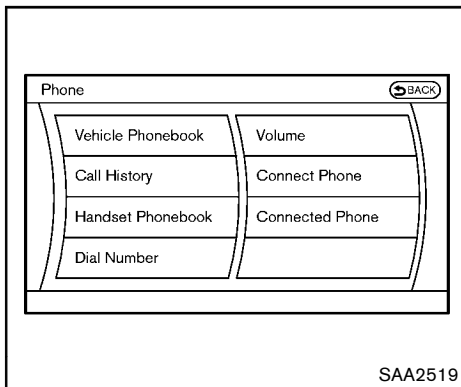 Phone
BACK
Vehicle Phonebook
Volume
Call History
Connect Phone
Handset Phonebook
Connected Phone
Dial Number
SAA2519